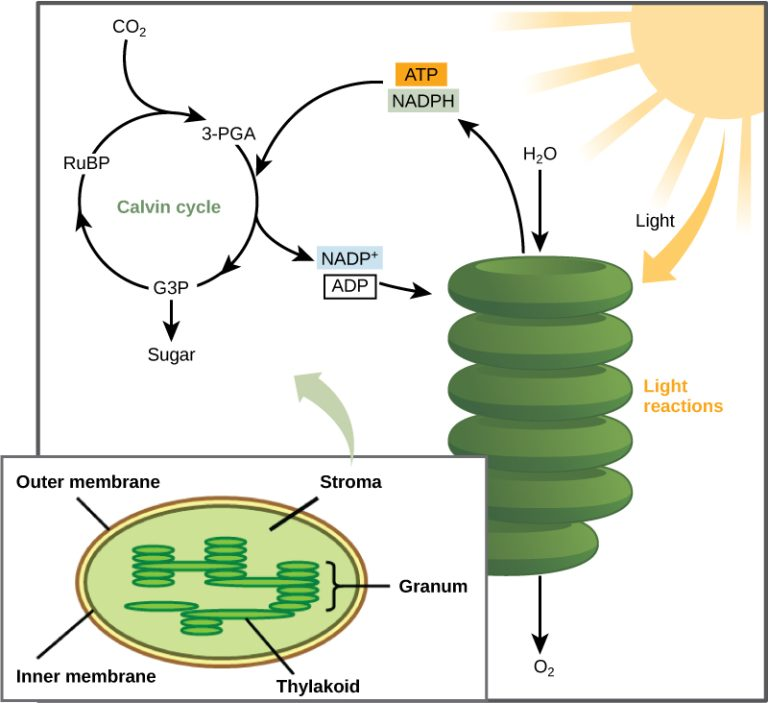 CO₂
ATP
NADPH
3-PGA
RuBP
H₂O
Calvin cycle
Light
NADP⁺
ADP
G3P
Sugar
Light
reactions
Outer membrane
Stroma
Granum
Inner membrane
Thylakoid
O₂